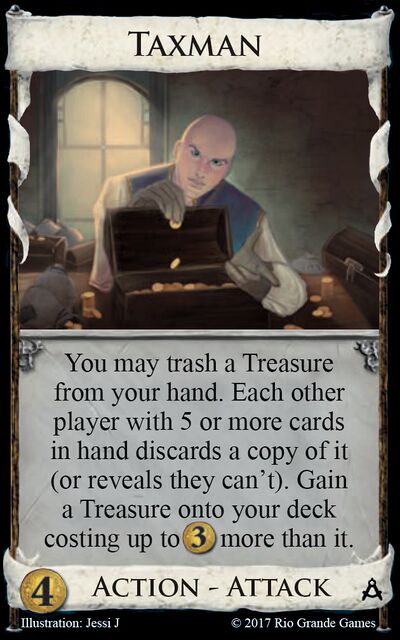 TAXMAN
You may trash a Treasure
from your hand. Each other
player with 5 or more cards
in hand discards a copy of it
(or reveals they can't). Gain
a Treasure onto your deck
costing up to 3 more than it.
4 ACTION - ATTACK
Illustration: Jessi J © 2017 Rio Grande Games